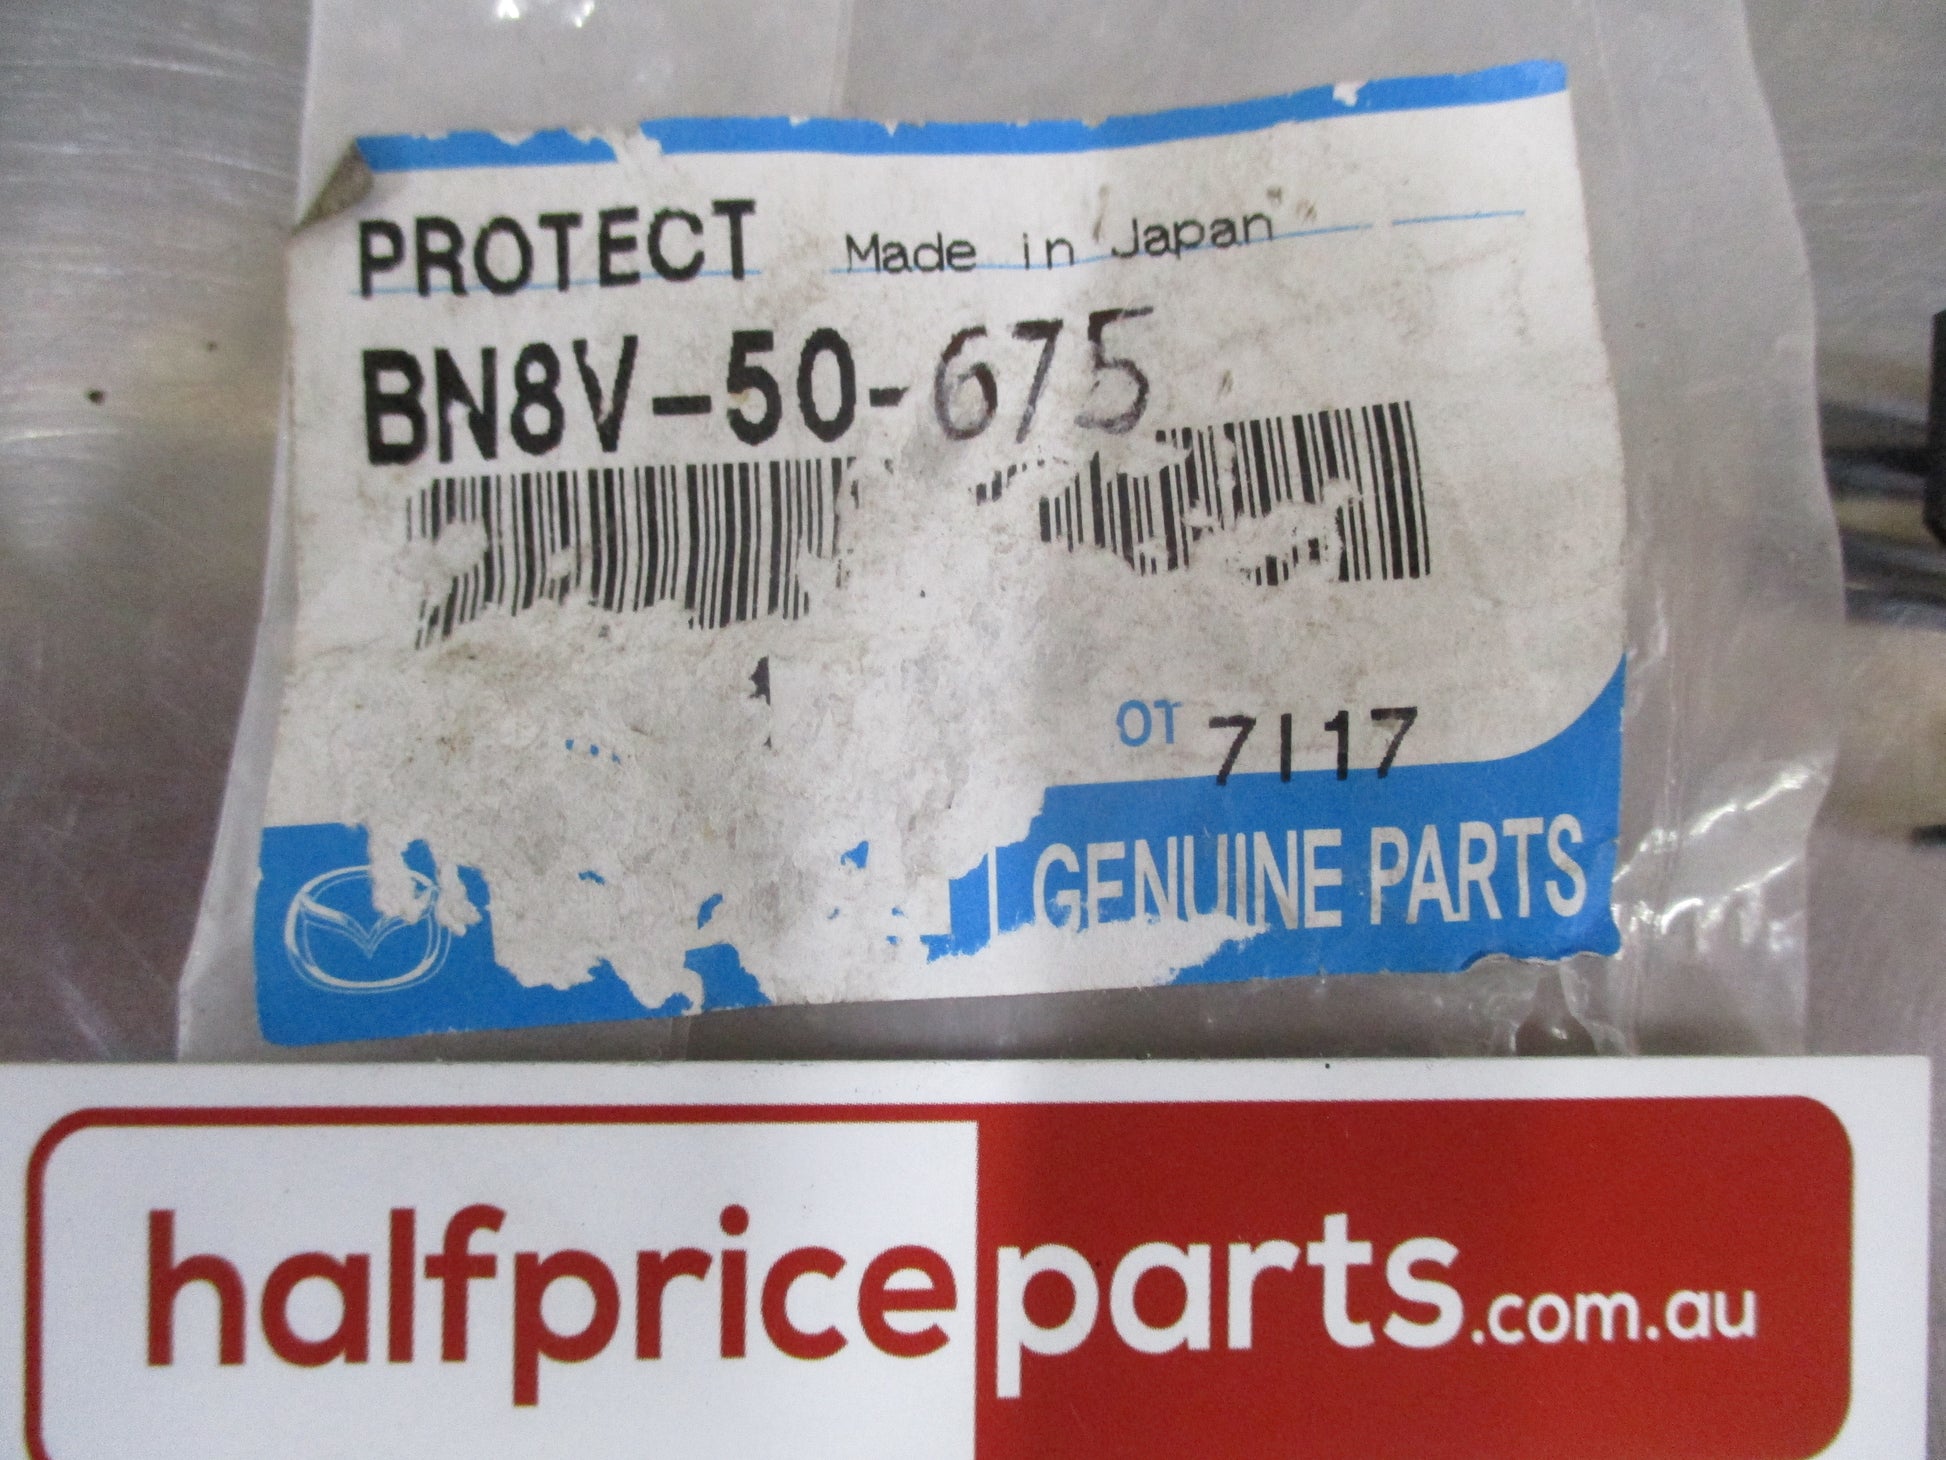 PROTECT Made in Japan
BN8V-50-675
OT 7117
GENUINE PARTS
halfpriceparts.com.au